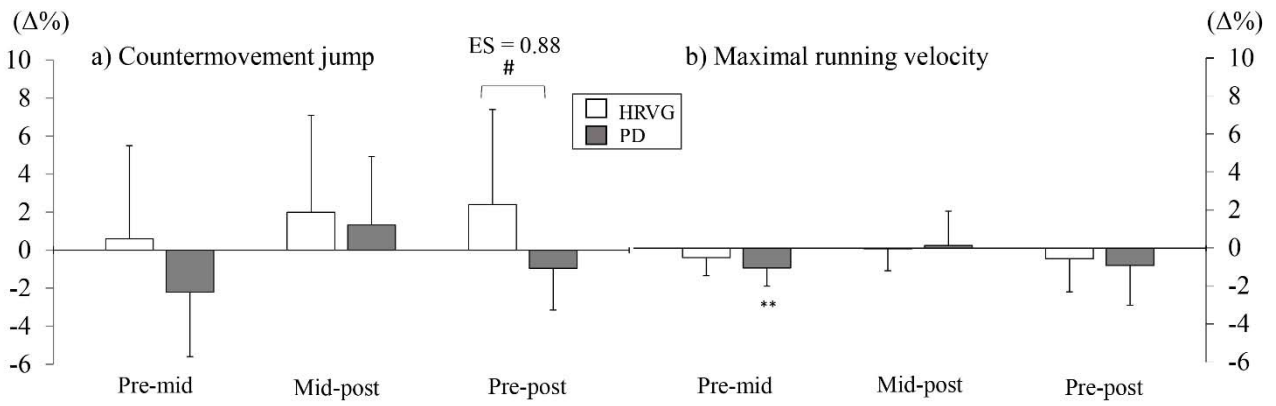 (Δ%)
(Δ%)
10
8
6
4
2
0
-2
-4
-6
a) Countermovement jump
ES = 0.88
#
HRVG
PD
b) Maximal running velocity
**
10
8
6
4
2
0
-2
-4
-6
Pre-mid
Mid-post
Pre-post
Pre-mid
Mid-post
Pre-post